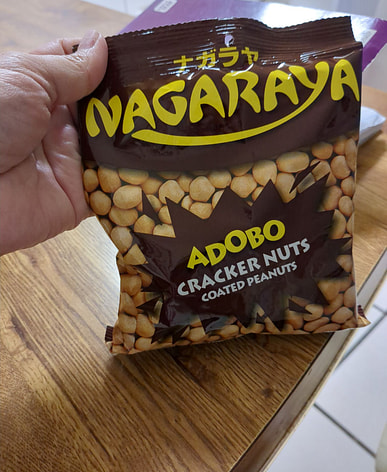 ナガラヤ
NAGARAYA
ADOBO
CRACKER NUTS
COATED PEANUTS